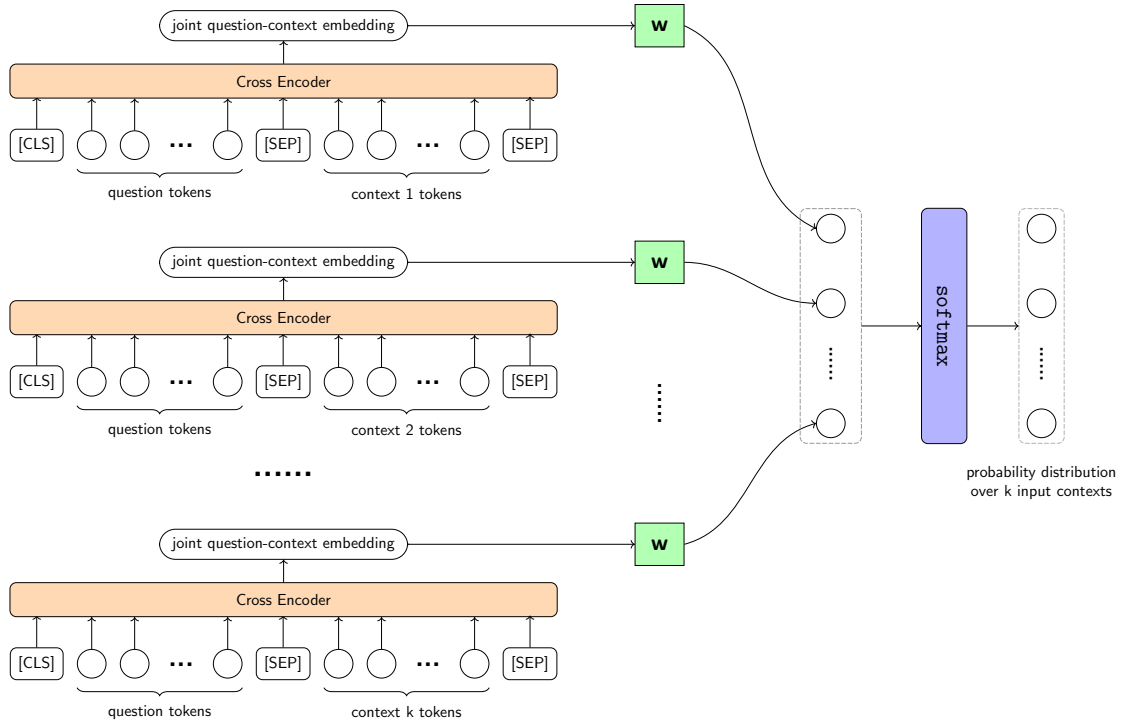 joint question-context embedding
w
Cross Encoder
[CLS] ... [SEP] ... [SEP]
question tokens
context 1 tokens
joint question-context embedding
w
Cross Encoder
[CLS] ... [SEP] ... [SEP]
question tokens
context 2 tokens
......
......
joint question-context embedding
w
Cross Encoder
[CLS] ... [SEP] ... [SEP]
question tokens
context k tokens
......
softmax
......
probability distribution
over k input contexts